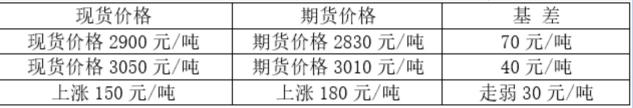 现货价格 期货价格 基 差
现货价格 2900 元/吨 期货价格 2830 元/吨 70 元/吨
现货价格 3050 元/吨 期货价格 3010 元/吨 40 元/吨
上涨 150 元/吨 上涨 180 元/吨 走弱 30 元/吨